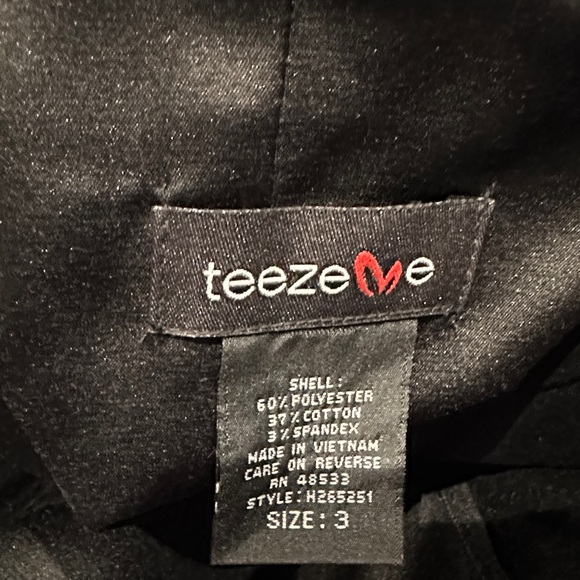 teezeMe
SHELL:
60%POLYESTER
37%COTTON
3%SPANDEX
MADE IN VIETNAM
CARE ON REVERSE
RN 48533
STYLE:H265251
SIZE:3